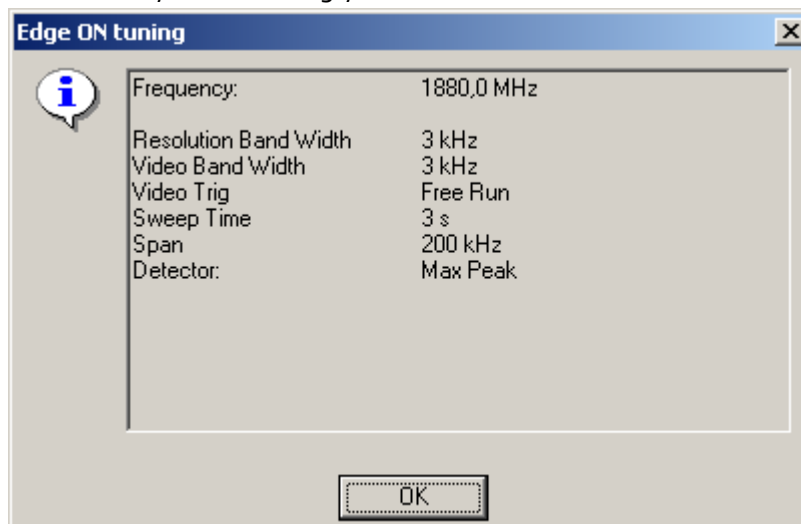 Edge ON tuning
Frequency: 1880,0 MHz
Resolution Band Width 3 kHz
Video Band Width 3 kHz
Video Trig Free Run
Sweep Time 3 s
Span 200 kHz
Detector: Max Peak
OK